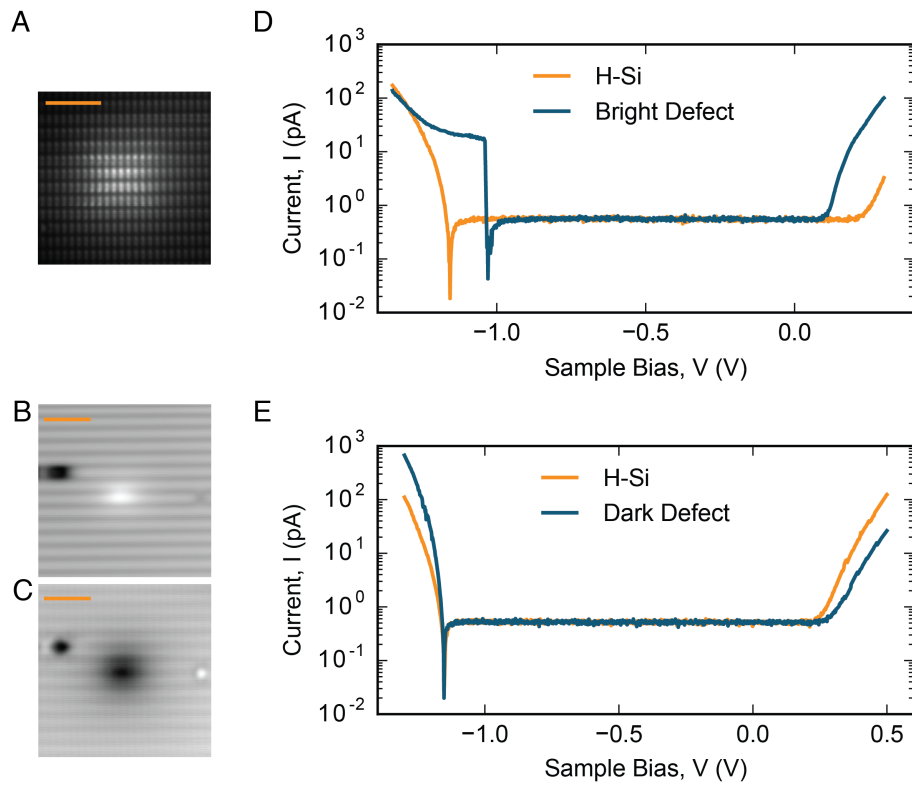 A
D
10³
10²
10¹
10⁰
10⁻¹
10⁻²
Current, I (pA)
H-Si
Bright Defect
−1.0
−0.5
0.0
Sample Bias, V (V)
B
C
E
10³
10²
10¹
10⁰
10⁻¹
10⁻²
Current, I (pA)
H-Si
Dark Defect
−1.0
−0.5
0.0
0.5
Sample Bias, V (V)